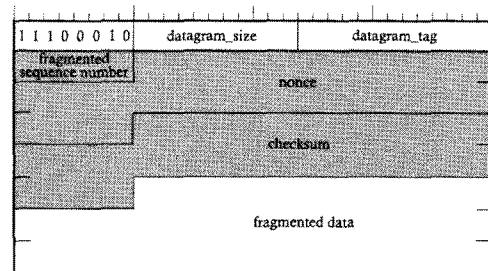 1 1 1 0 0 0 1 0 datagram_size datagram_tag
fragmented
sequence number
nonce
checksum
fragmented data